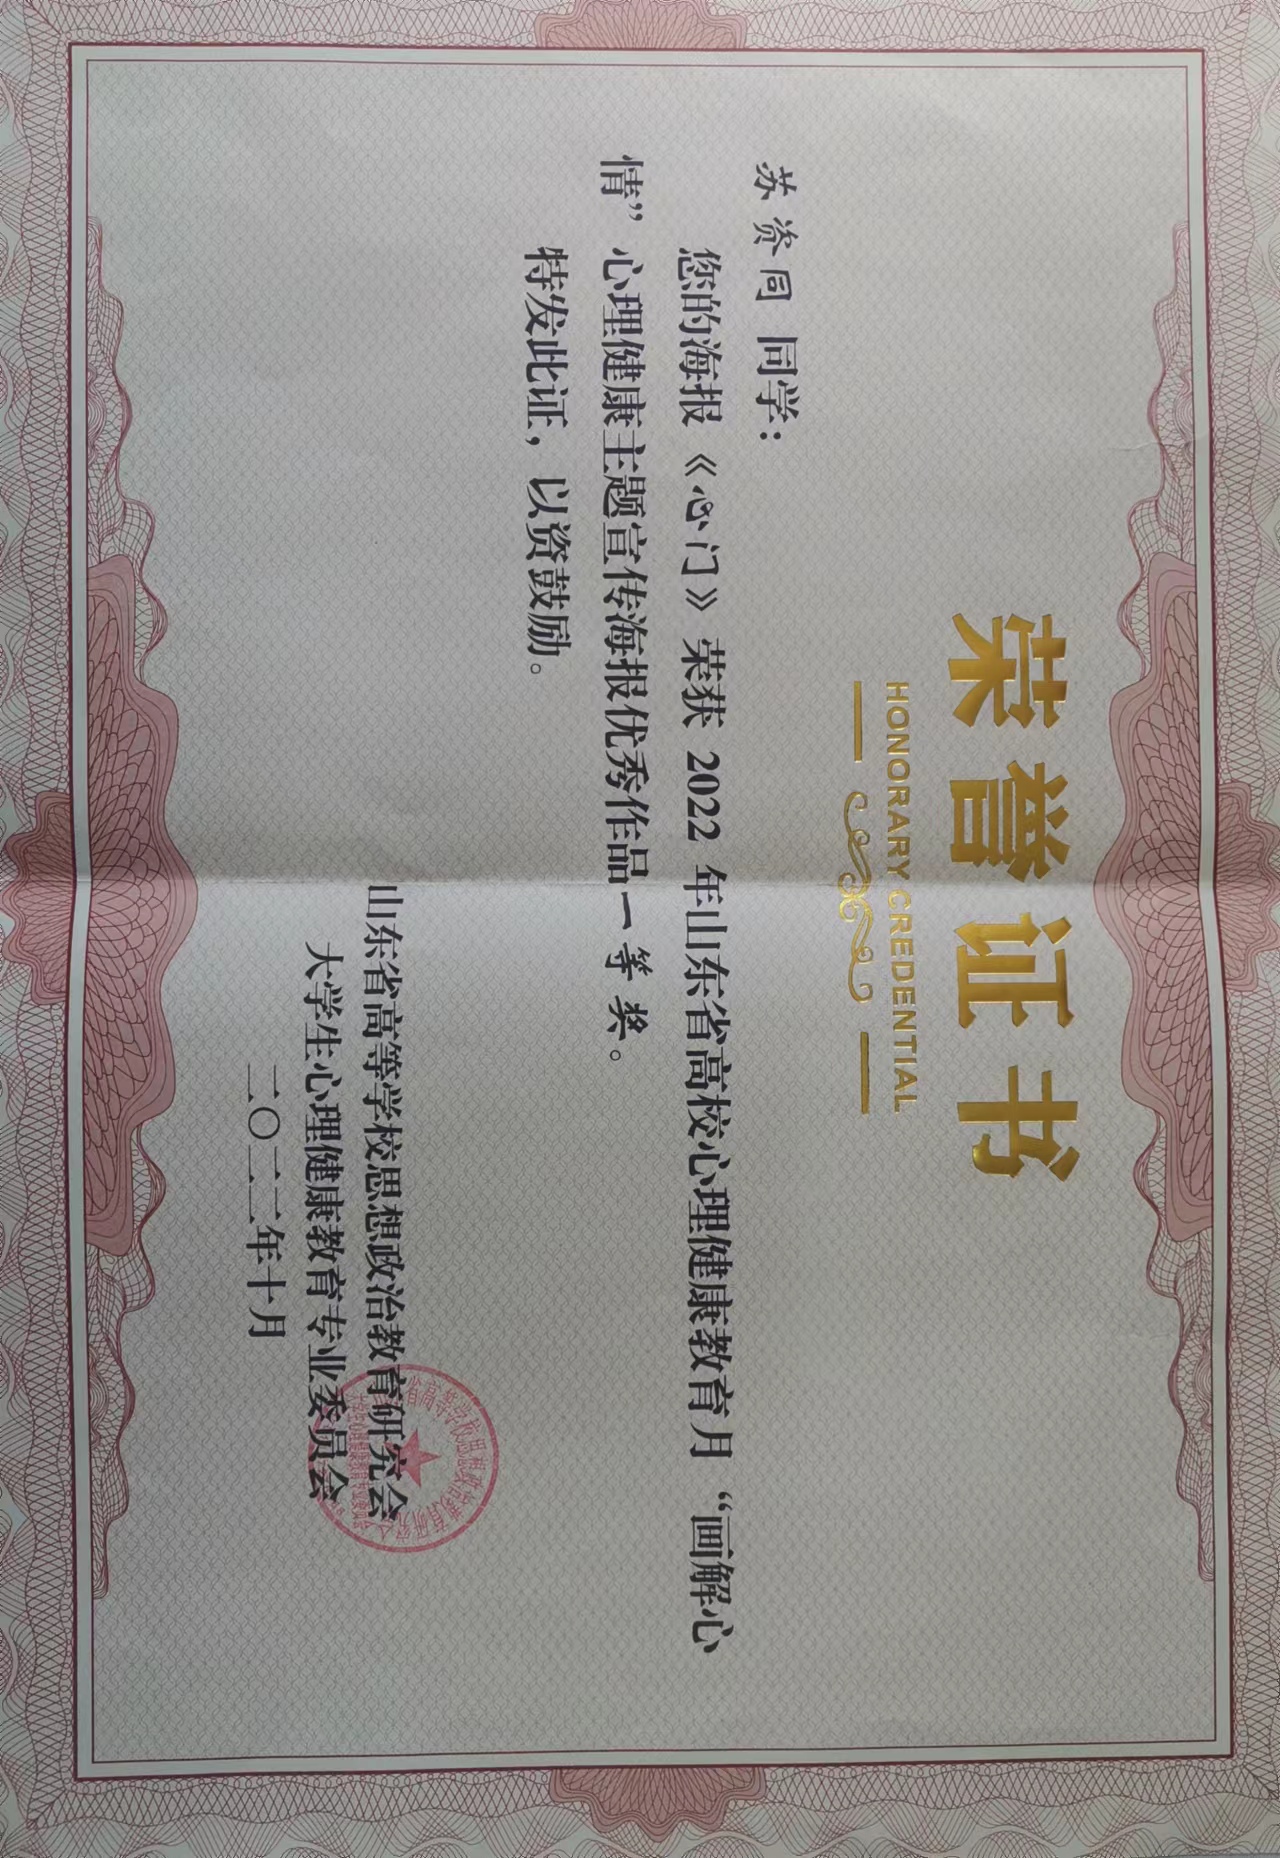 荣誉证书
HONORARY CREDENTIAL
苏资同 同学：
您的海报《心门》荣获 2022 年山东省高校心理健康教育月“画解心
情”心理健康主题宣传海报优秀作品一等奖。
特发此证，以资鼓励。
山东省高等学校思想政治教育研究会
大学生心理健康教育专业委员会
二〇二二年十月